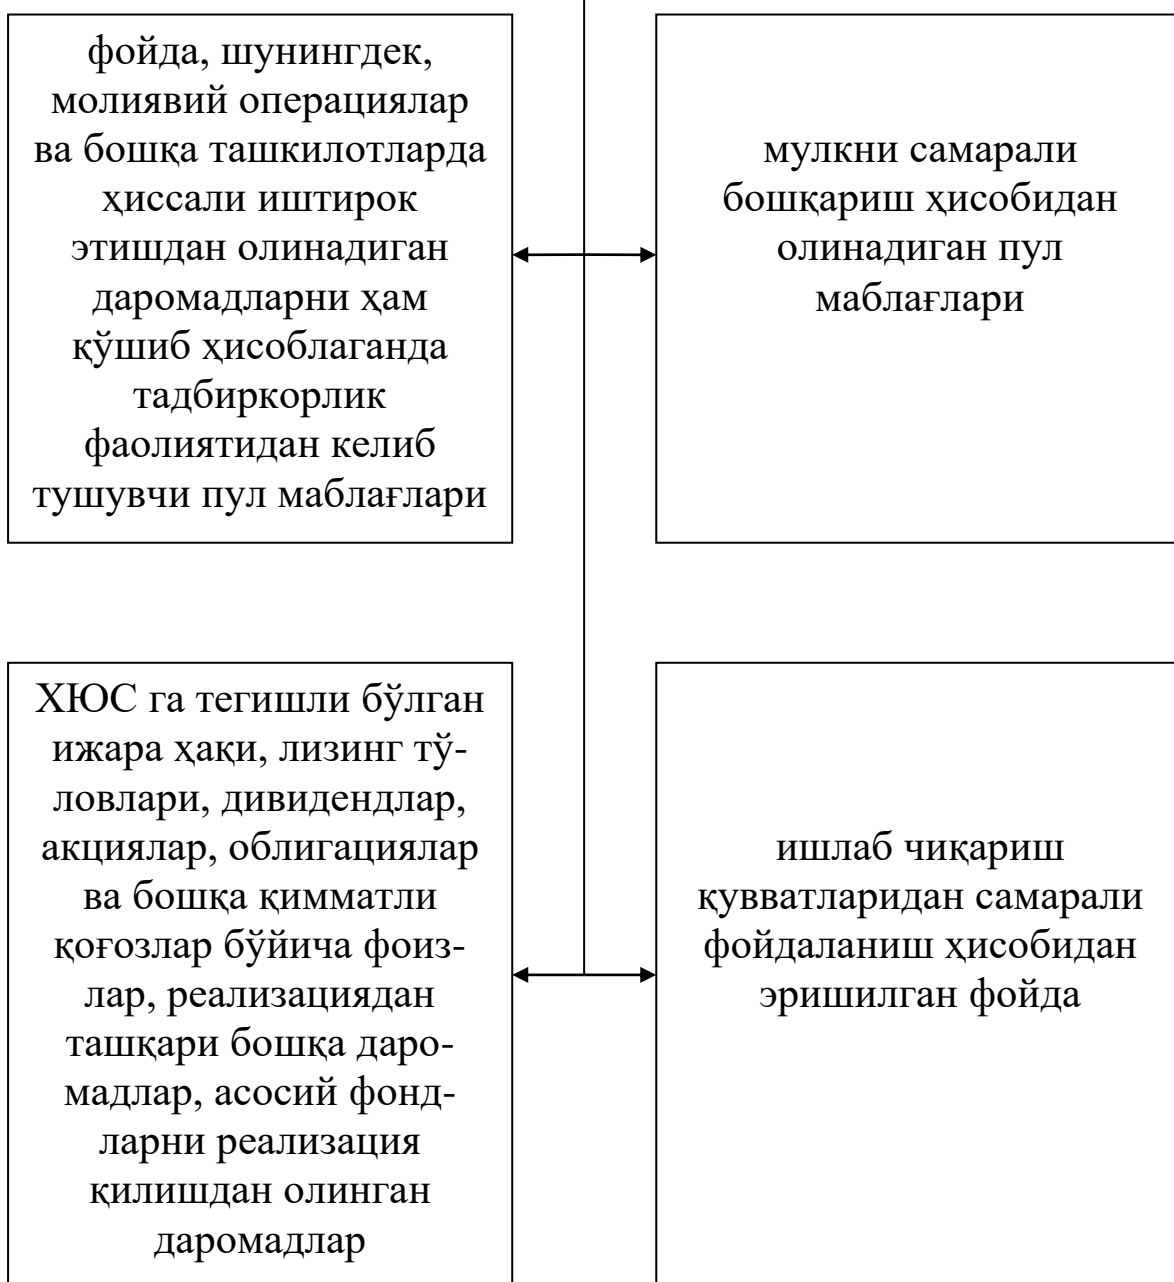 фойда, шунингдек,
молиявий операциялар
ва бошқа ташкилотларда
ҳиссали иштирок
этишдан олинадиган
даромадларни ҳам
қўшиб ҳисоблаганда
тадбиркорлик
фаолиятидан келиб
тушувчи пул маблағлари
мулкни самарали
бошқариш ҳисобидан
олинадиган пул
маблағлари
ХЮС га тегишли бўлган
ижара ҳақи, лизинг тў-
ловлари, дивидендлар,
акциялар, облигациялар
ва бошқа қимматли
қоғозлар бўйича фоиз-
лар, реализациядан
ташқари бошқа даро-
мадлар, асосий фонд-
ларни реализация
қилишдан олинган
даромадлар
ишлаб чиқариш
қувватларидан самарали
фойдаланиш ҳисобидан
эришилган фойда